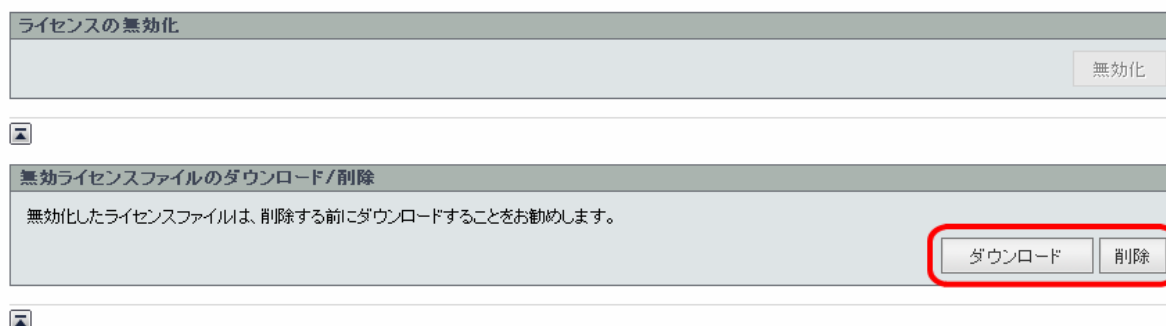 ライセンスの無効化
無効化
無効ライセンスファイルのダウンロード/削除
無効化したライセンスファイルは、削除する前にダウンロードすることをお勧めします。
ダウンロード 削除